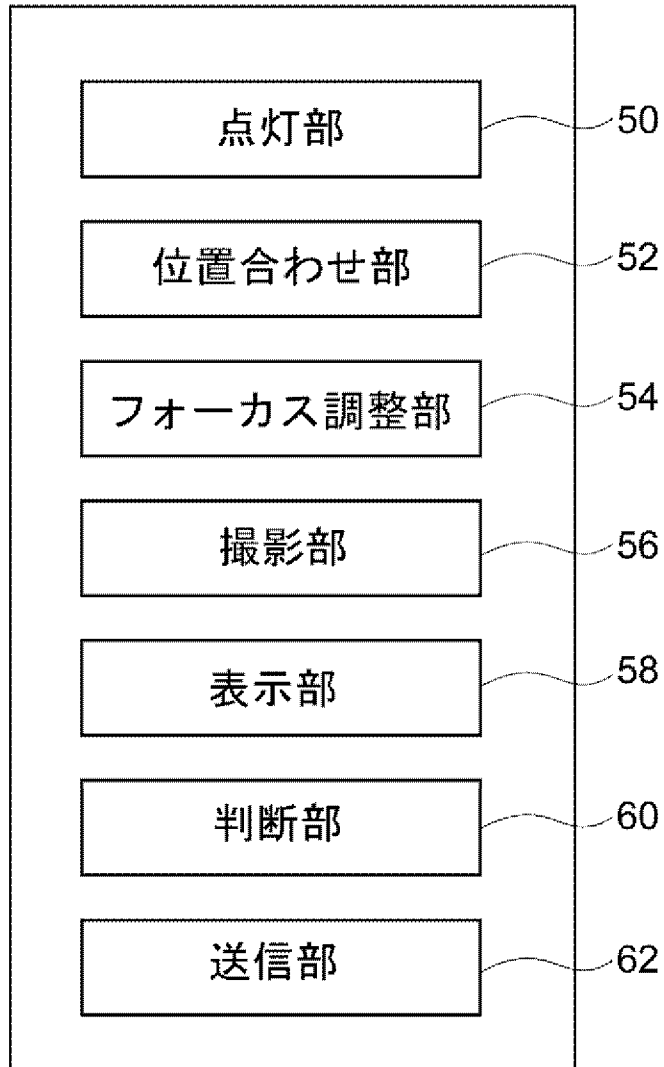 点灯部 50
位置合わせ部 52
フォーカス調整部 54
撮影部 56
表示部 58
判断部 60
送信部 62